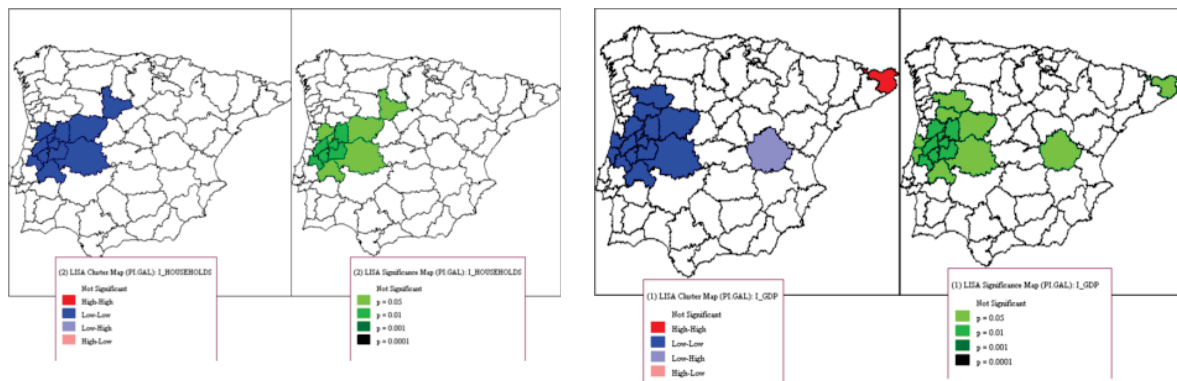 (2) LISA Cluster Map (PI.GAL): I_HOUSEHOLDS
Not Significant
High-High
Low-Low
Low-High
High-Low
(2) LISA Significance Map (PI.GAL): I_HOUSEHOLDS
Not Significant
p = 0.05
p = 0.01
p = 0.001
p = 0.0001
(1) LISA Cluster Map (PI.GAL): I_GDP
Not Significant
High-High
Low-Low
Low-High
High-Low
(1) LISA Significance Map (PI.GAL): I_GDP
Not Significant
p = 0.05
p = 0.01
p = 0.001
p = 0.0001